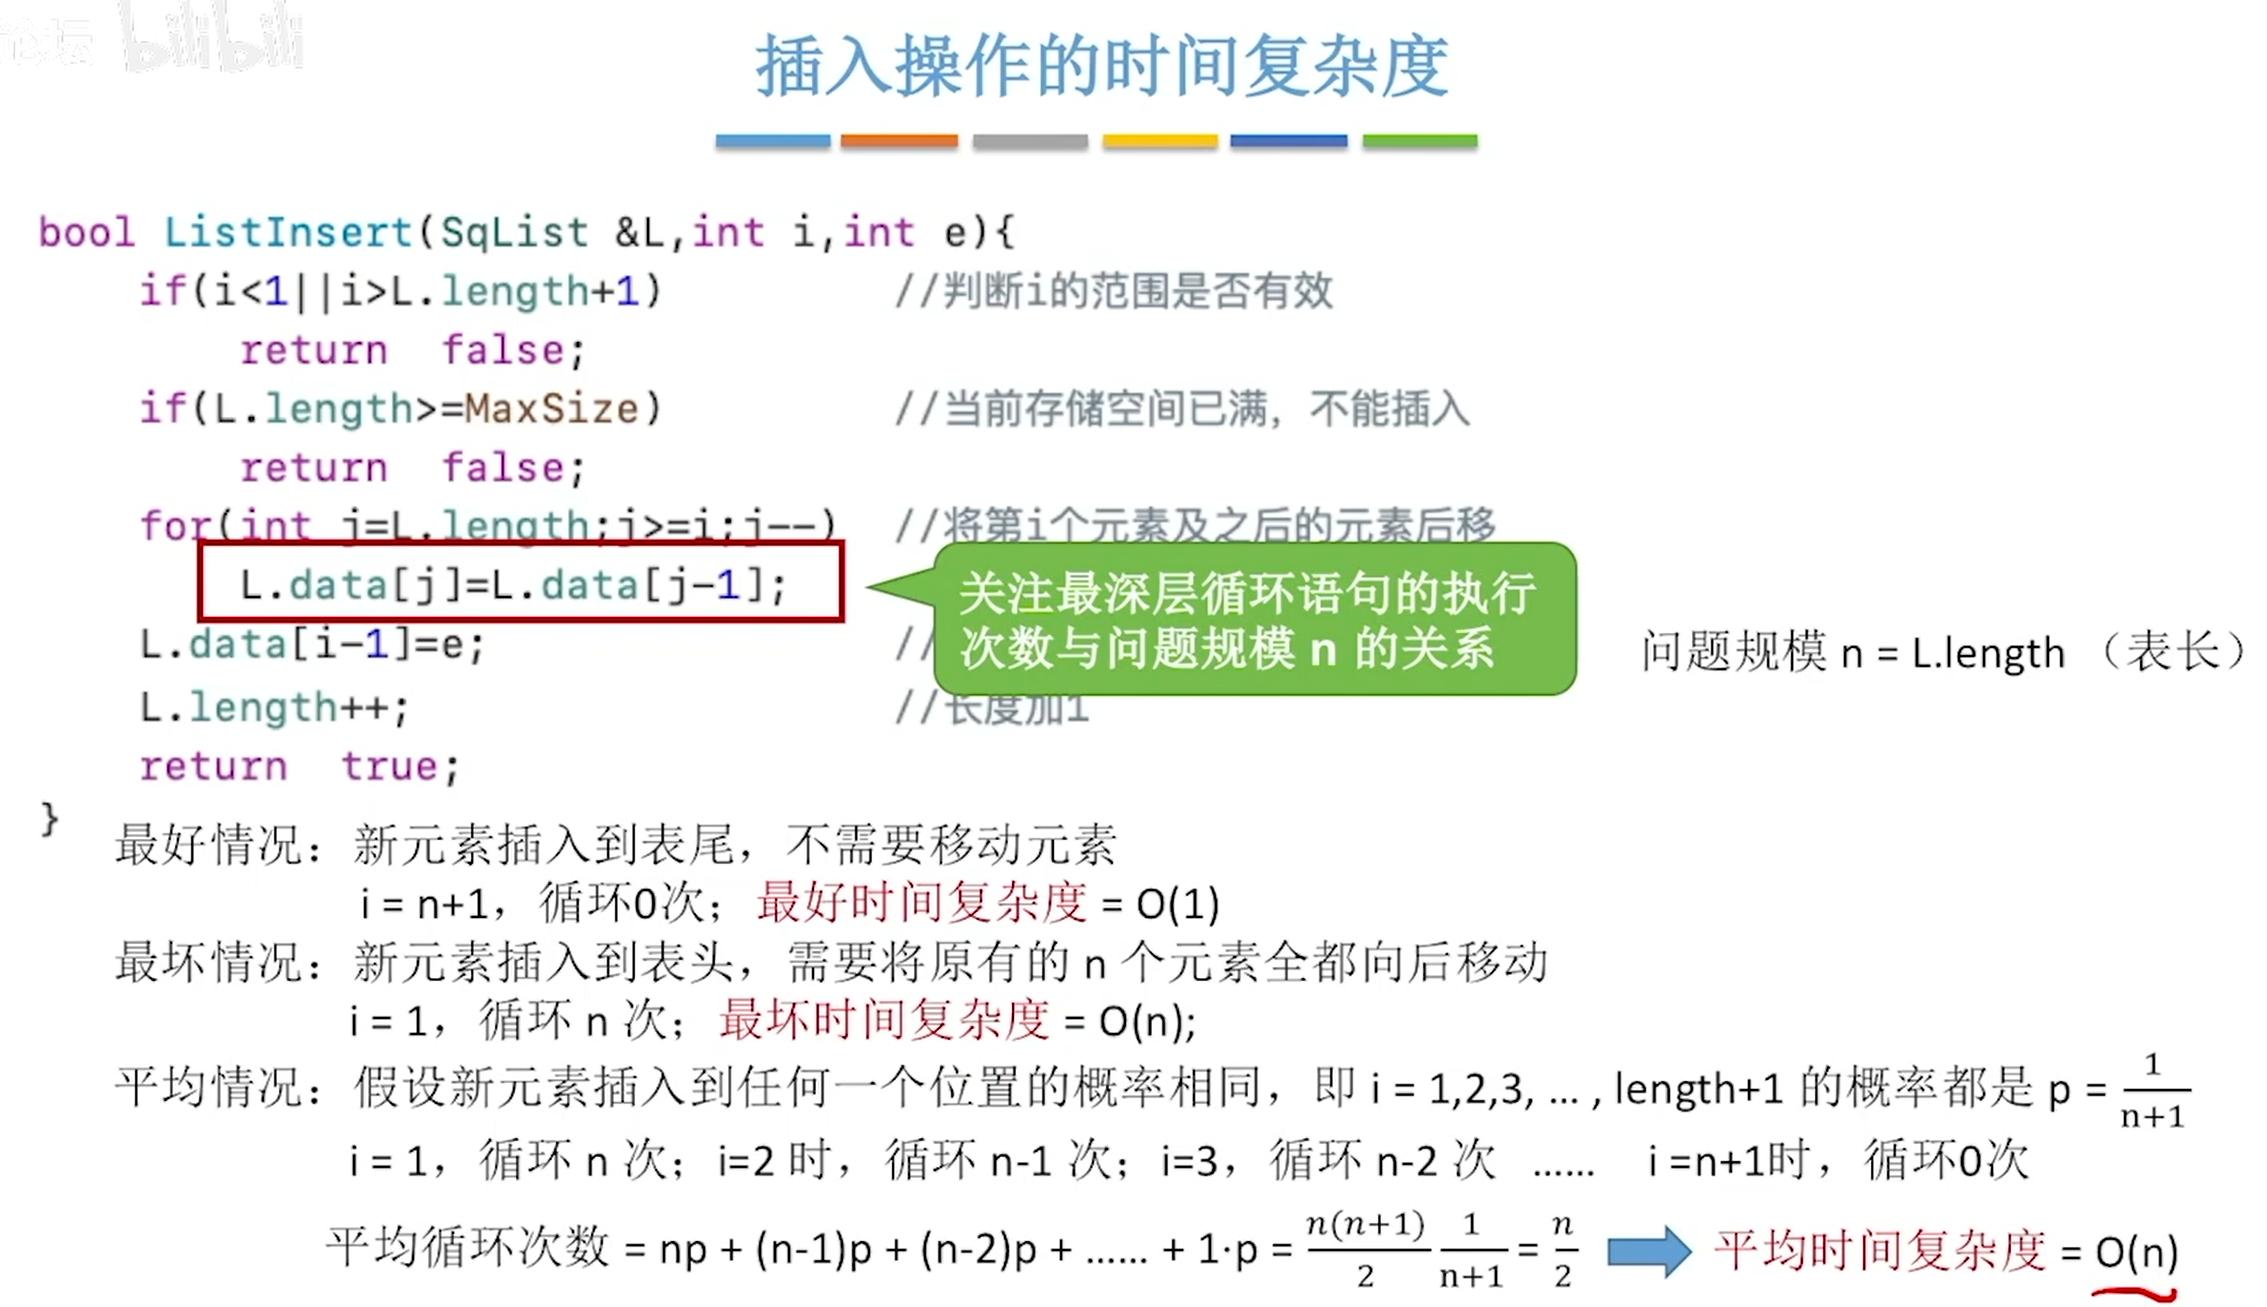 论坛 bilibili
插入操作的时间复杂度
bool ListInsert(SqList &L,int i,int e){
if(i<1||i>L.length+1) //判断i的范围是否有效
return false;
if(L.length>=MaxSize) //当前存储空间已满，不能插入
return false;
for(int j=L.length;j>=i;j--) //将第i个元素及之后的元素后移
L.data[j]=L.data[j-1];
关注最深层循环语句的执行
次数与问题规模 n 的关系
L.data[i-1]=e; //
问题规模 n = L.length （表长）
L.length++; //长度加1
return true;
}
最好情况：新元素插入到表尾，不需要移动元素
i = n+1，循环0次；最好时间复杂度 = O(1)
最坏情况：新元素插入到表头，需要将原有的 n 个元素全都向后移动
i = 1，循环 n 次；最坏时间复杂度 = O(n);
平均情况：假设新元素插入到任何一个位置的概率相同，即 i = 1,2,3, … , length+1 的概率都是 p = 1/(n+1)
i = 1，循环 n 次；i=2 时，循环 n-1 次；i=3，循环 n-2 次 …… i =n+1时，循环0次
平均循环次数 = np + (n-1)p + (n-2)p + …… + 1·p = n(n+1)/2 1/(n+1) = n/2 平均时间复杂度 = O(n)